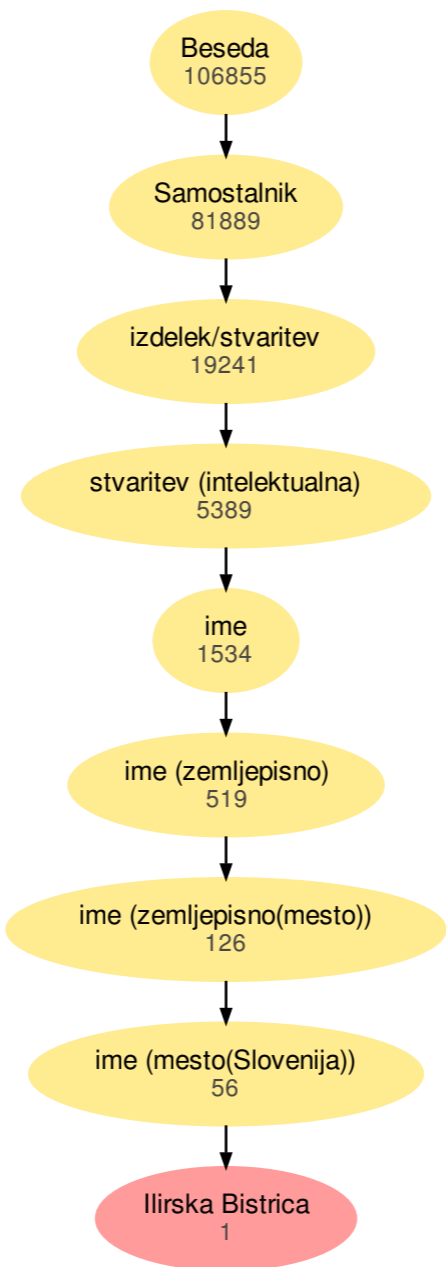 Beseda
106855
Samostalnik
81889
izdelek/stvaritev
19241
stvaritev (intelektualna)
5389
ime
1534
ime (zemljepisno)
519
ime (zemljepisno(mesto))
126
ime (mesto(Slovenija))
56
Ilirska Bistrica
1